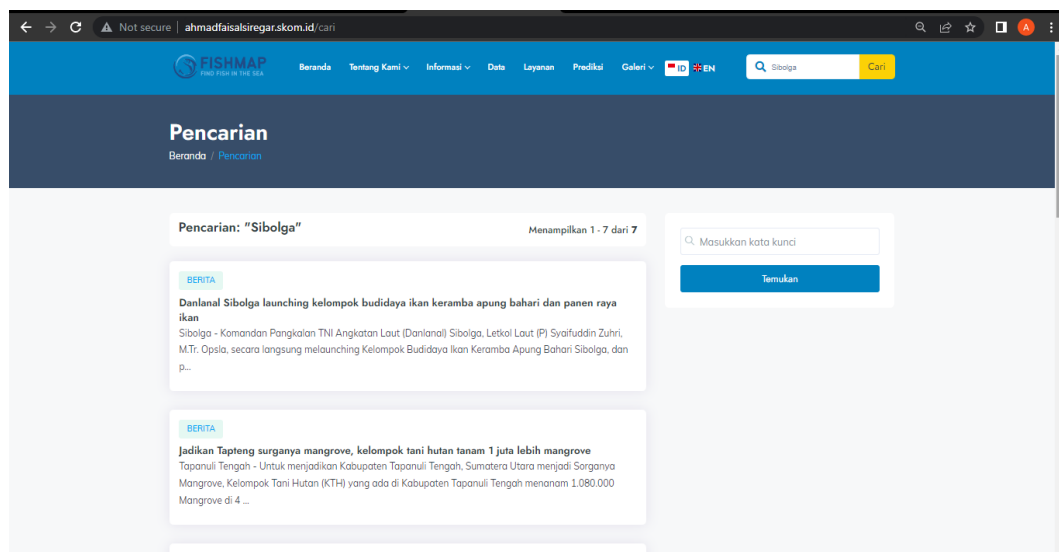 Not secure | ahmadfaisalsiregar.skom.id/cari
A
FISHMAP
FIND FISH IN THE SEA
Beranda Tentang Kami Informasi Data Layanan Prediksi Galeri ID EN
Sibolga
Cari
Pencarian
Beranda / Pencarian
Pencarian: "Sibolga"
Menampilkan 1 - 7 dari 7
Masukkan kata kunci
Temukan
BERITA
Danlanal Sibolga launching kelompok budidaya ikan keramba apung bahari dan panen raya
ikan
Sibolga - Komandan Pangkalan TNI Angkatan Laut (Danlanal) Sibolga, Letkol Laut (P) Syaifuddin Zuhri,
M.Tr. Opsla, secara langsung melaunching Kelompok Budidaya Ikan Keramba Apung Bahari Sibolga, dan
p...
BERITA
Jadikan Tapteng surganya mangrove, kelompok tani hutan tanam 1 juta lebih mangrove
Tapanuli Tengah - Untuk menjadikan Kabupaten Tapanuli Tengah, Sumatera Utara menjadi Sorganya
Mangrove, Kelompok Tani Hutan (KTH) yang ada di Kabupaten Tapanuli Tengah menanam 1.080.000
Mangrove di 4 ...